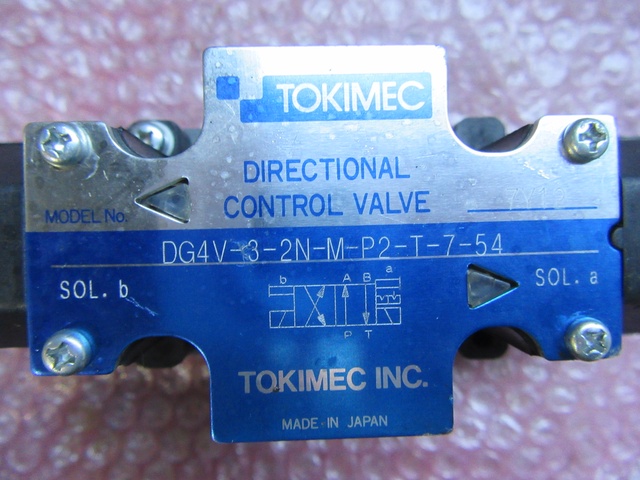 TOKIMEC
DIRECTIONAL
CONTROL VALVE
MODEL No.
DG4V-3-2N-M-P2-T-7-54
SOL. b
b
A
B
a
SOL. a
P
T
TOKIMEC INC.
MADE IN JAPAN